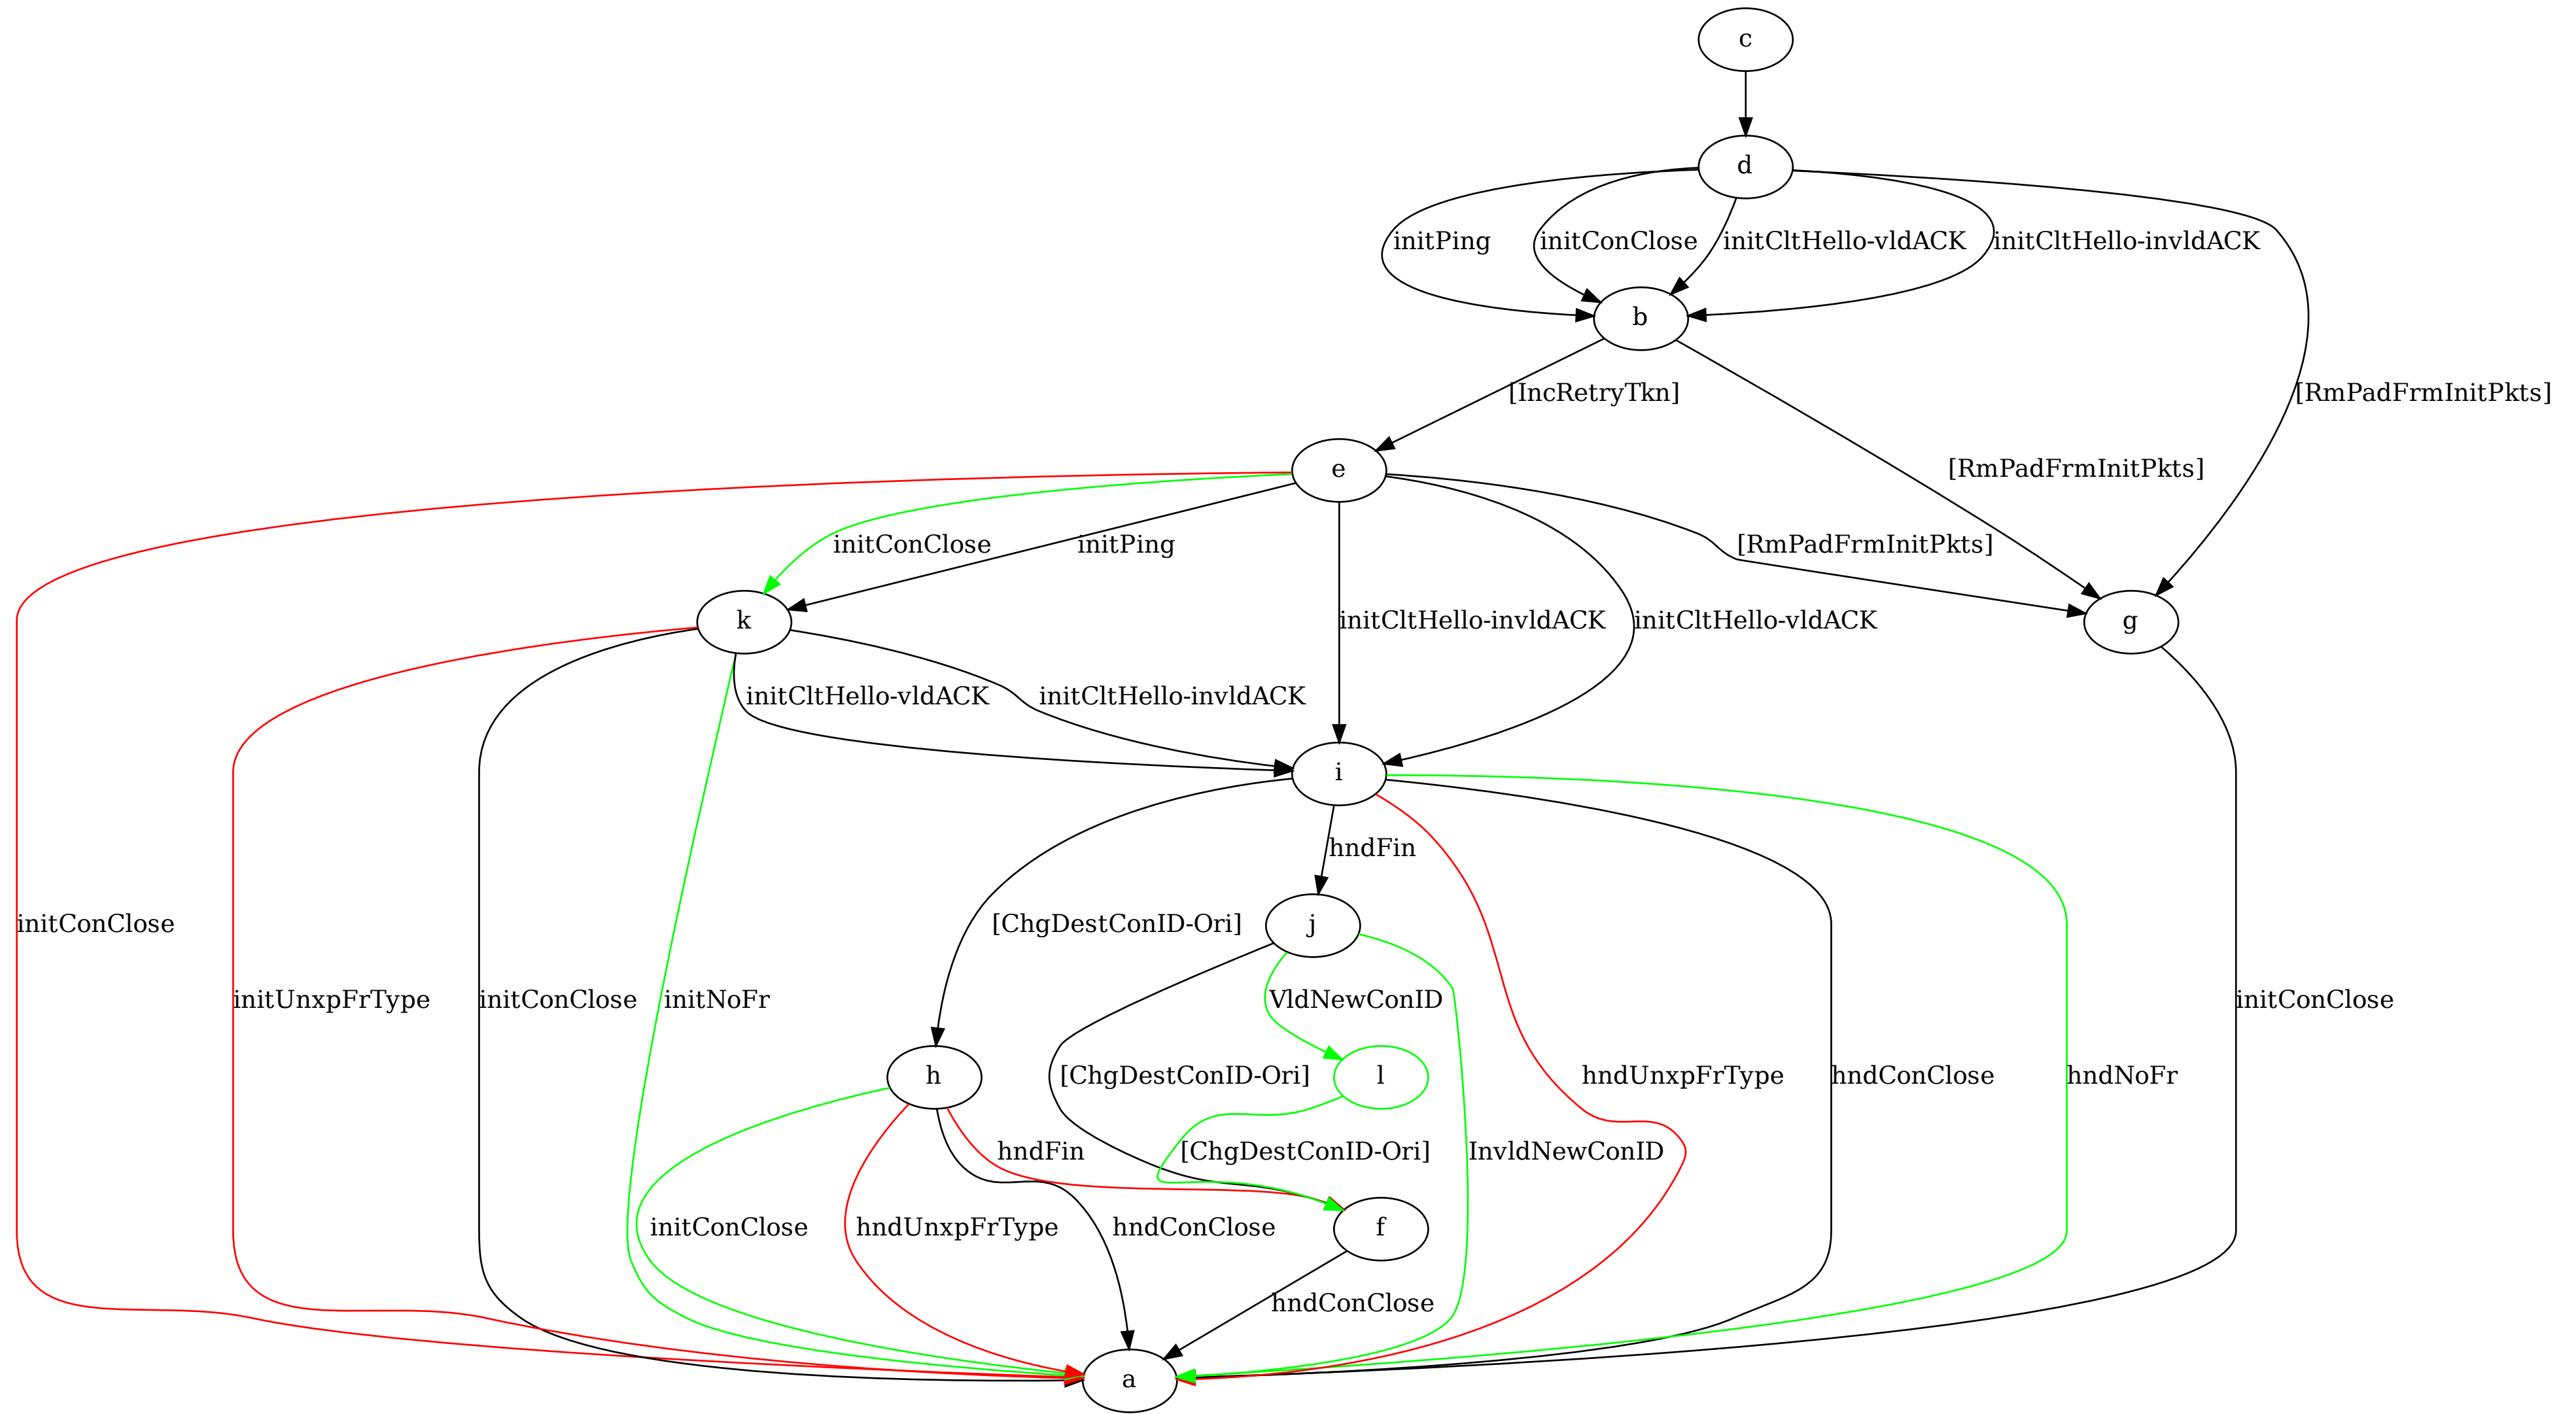 c
d
initPing
initConClose
initCltHello-vldACK
initCltHello-invldACK
b
[IncRetryTkn]
[RmPadFrmInitPkts]
e
[RmPadFrmInitPkts]
initConClose
initPing
[RmPadFrmInitPkts]
k
initCltHello-invldACK
initCltHello-vldACK
g
initCltHello-vldACK
initCltHello-invldACK
i
hndFin
initConClose
[ChgDestConID-Ori]
j
initUnxpFrType
initConClose
initNoFr
VldNewConID
initConClose
h
[ChgDestConID-Ori]
l
hndUnxpFrType
hndConClose
hndNoFr
hndFin
[ChgDestConID-Ori]
InvldNewConID
initConClose
hndUnxpFrType
hndConClose
f
hndConClose
a